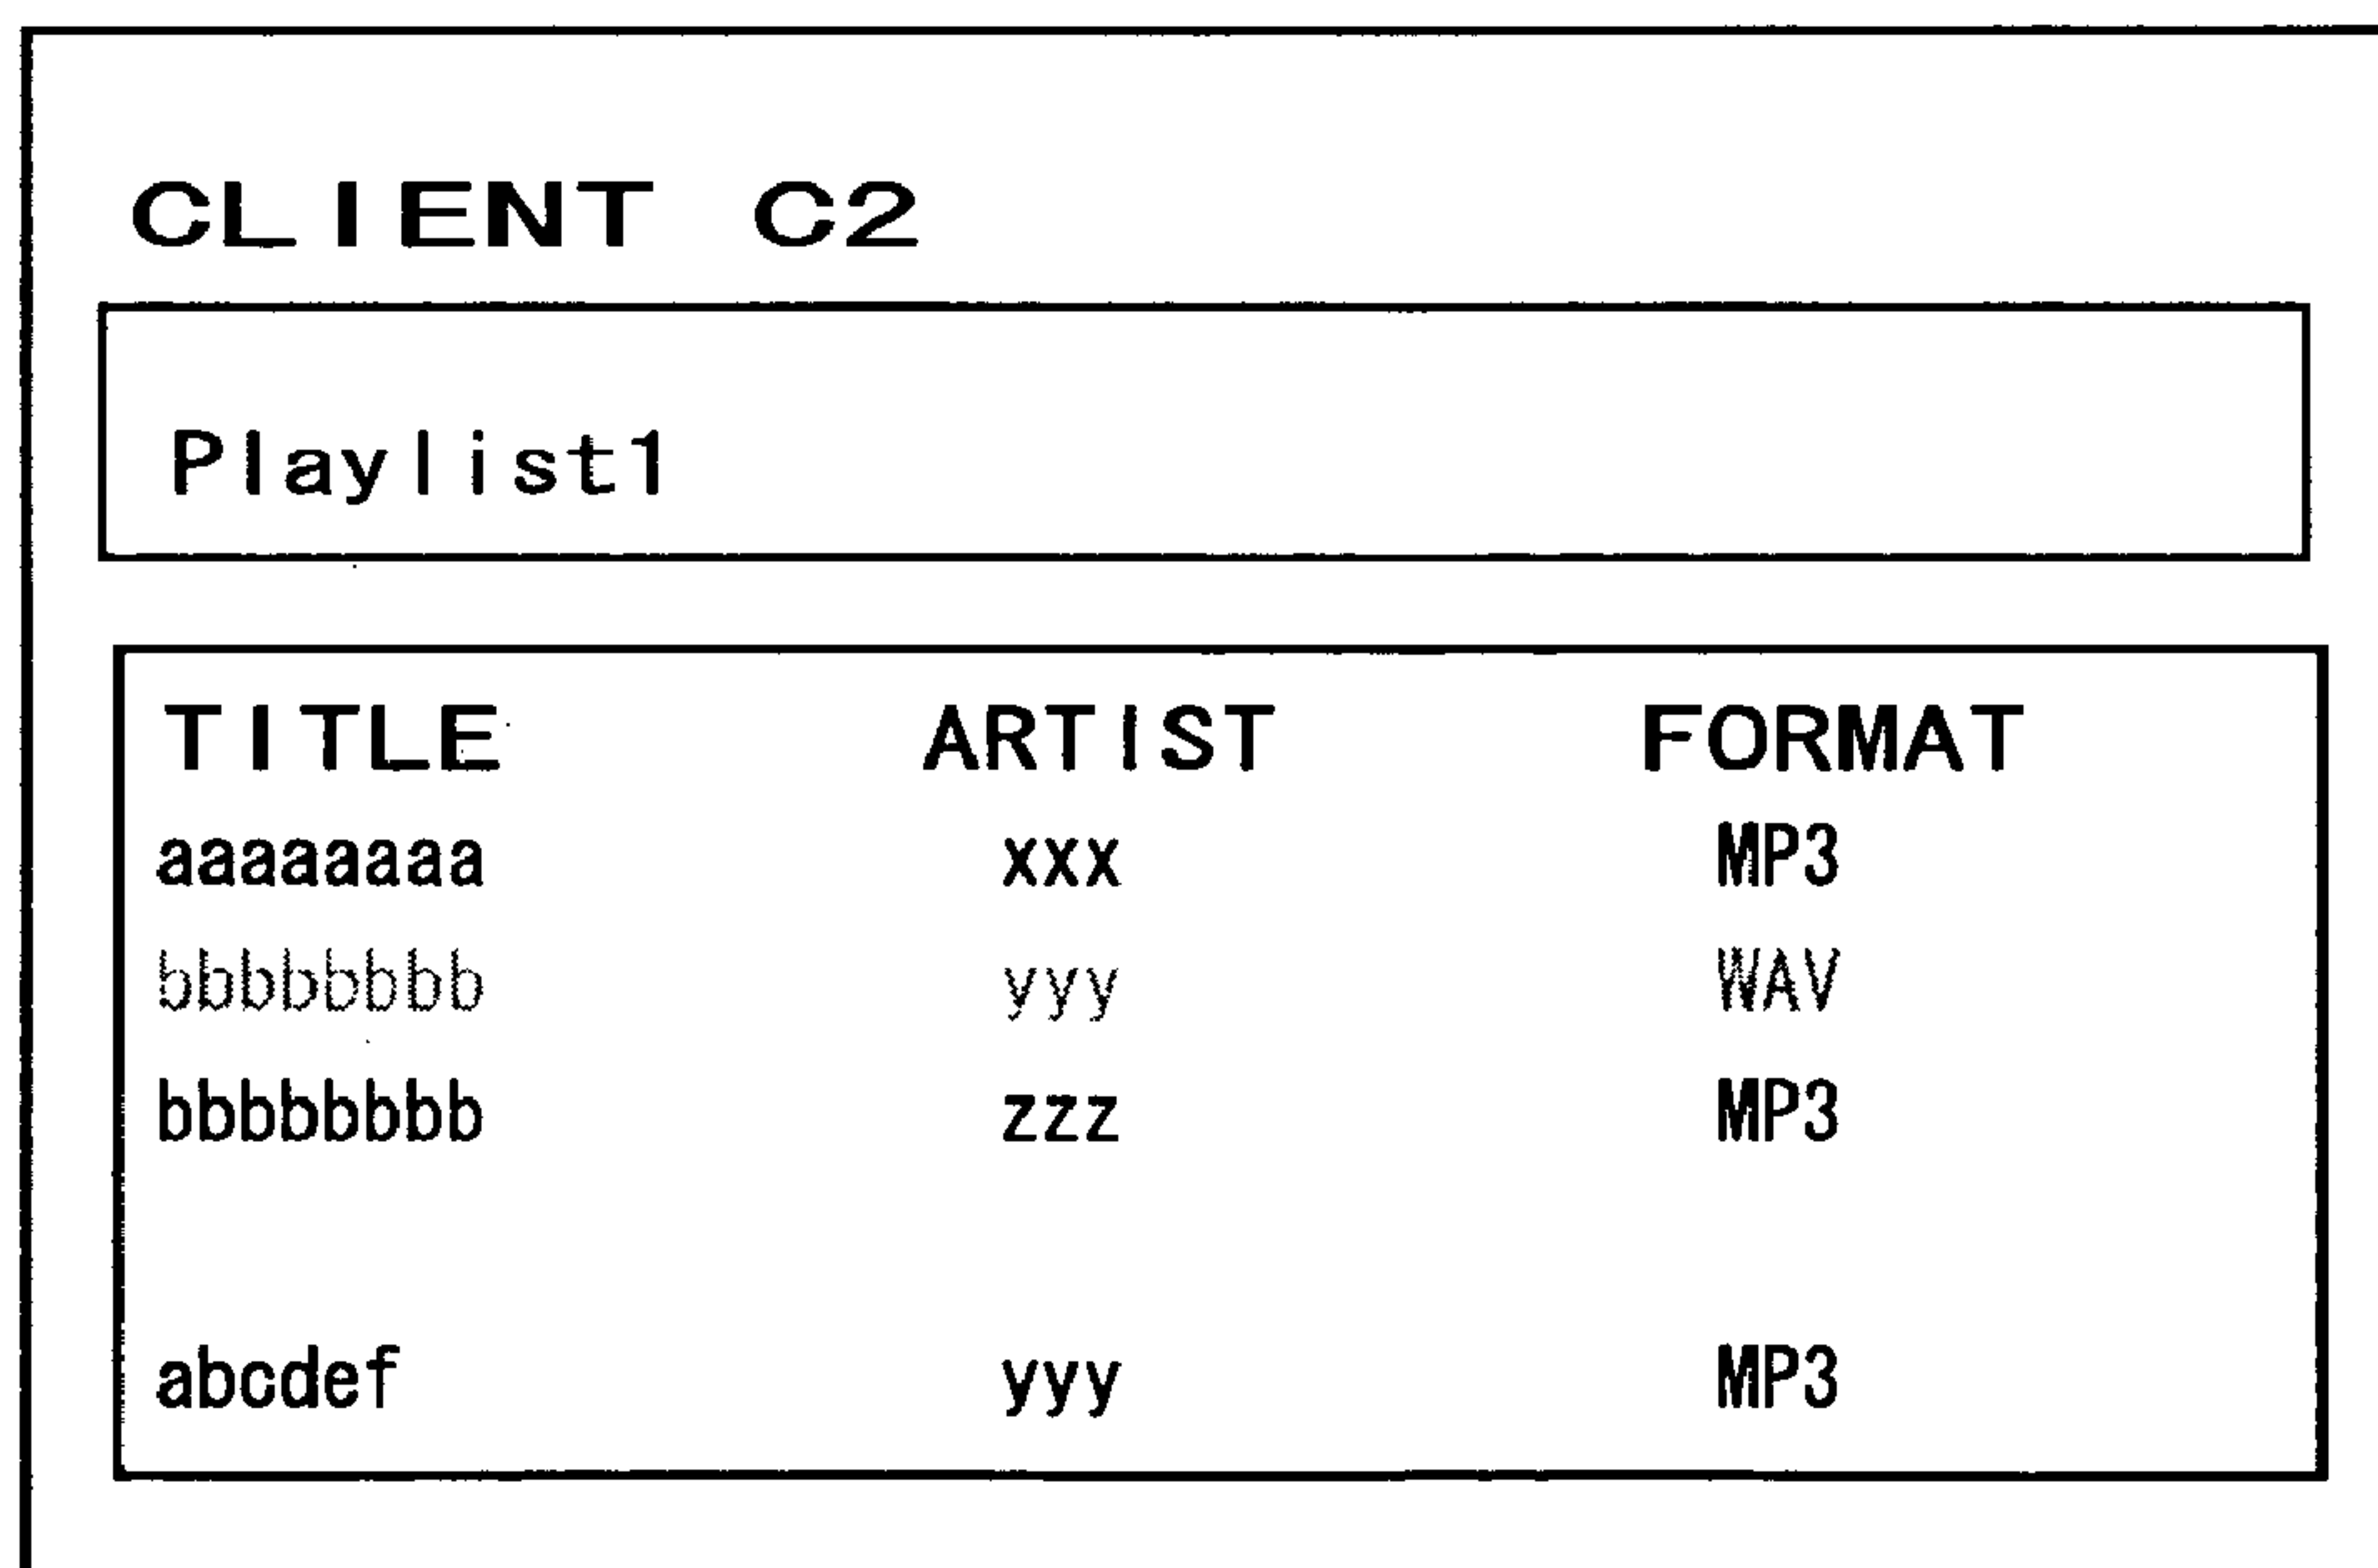 CLIENT C2
Playlist1
TITLE ARTIST FORMAT
aaaaaaaa xxx MP3
bbbbbbbb yyy WAV
bbbbbbbb zzz MP3
abcdef yyy MP3